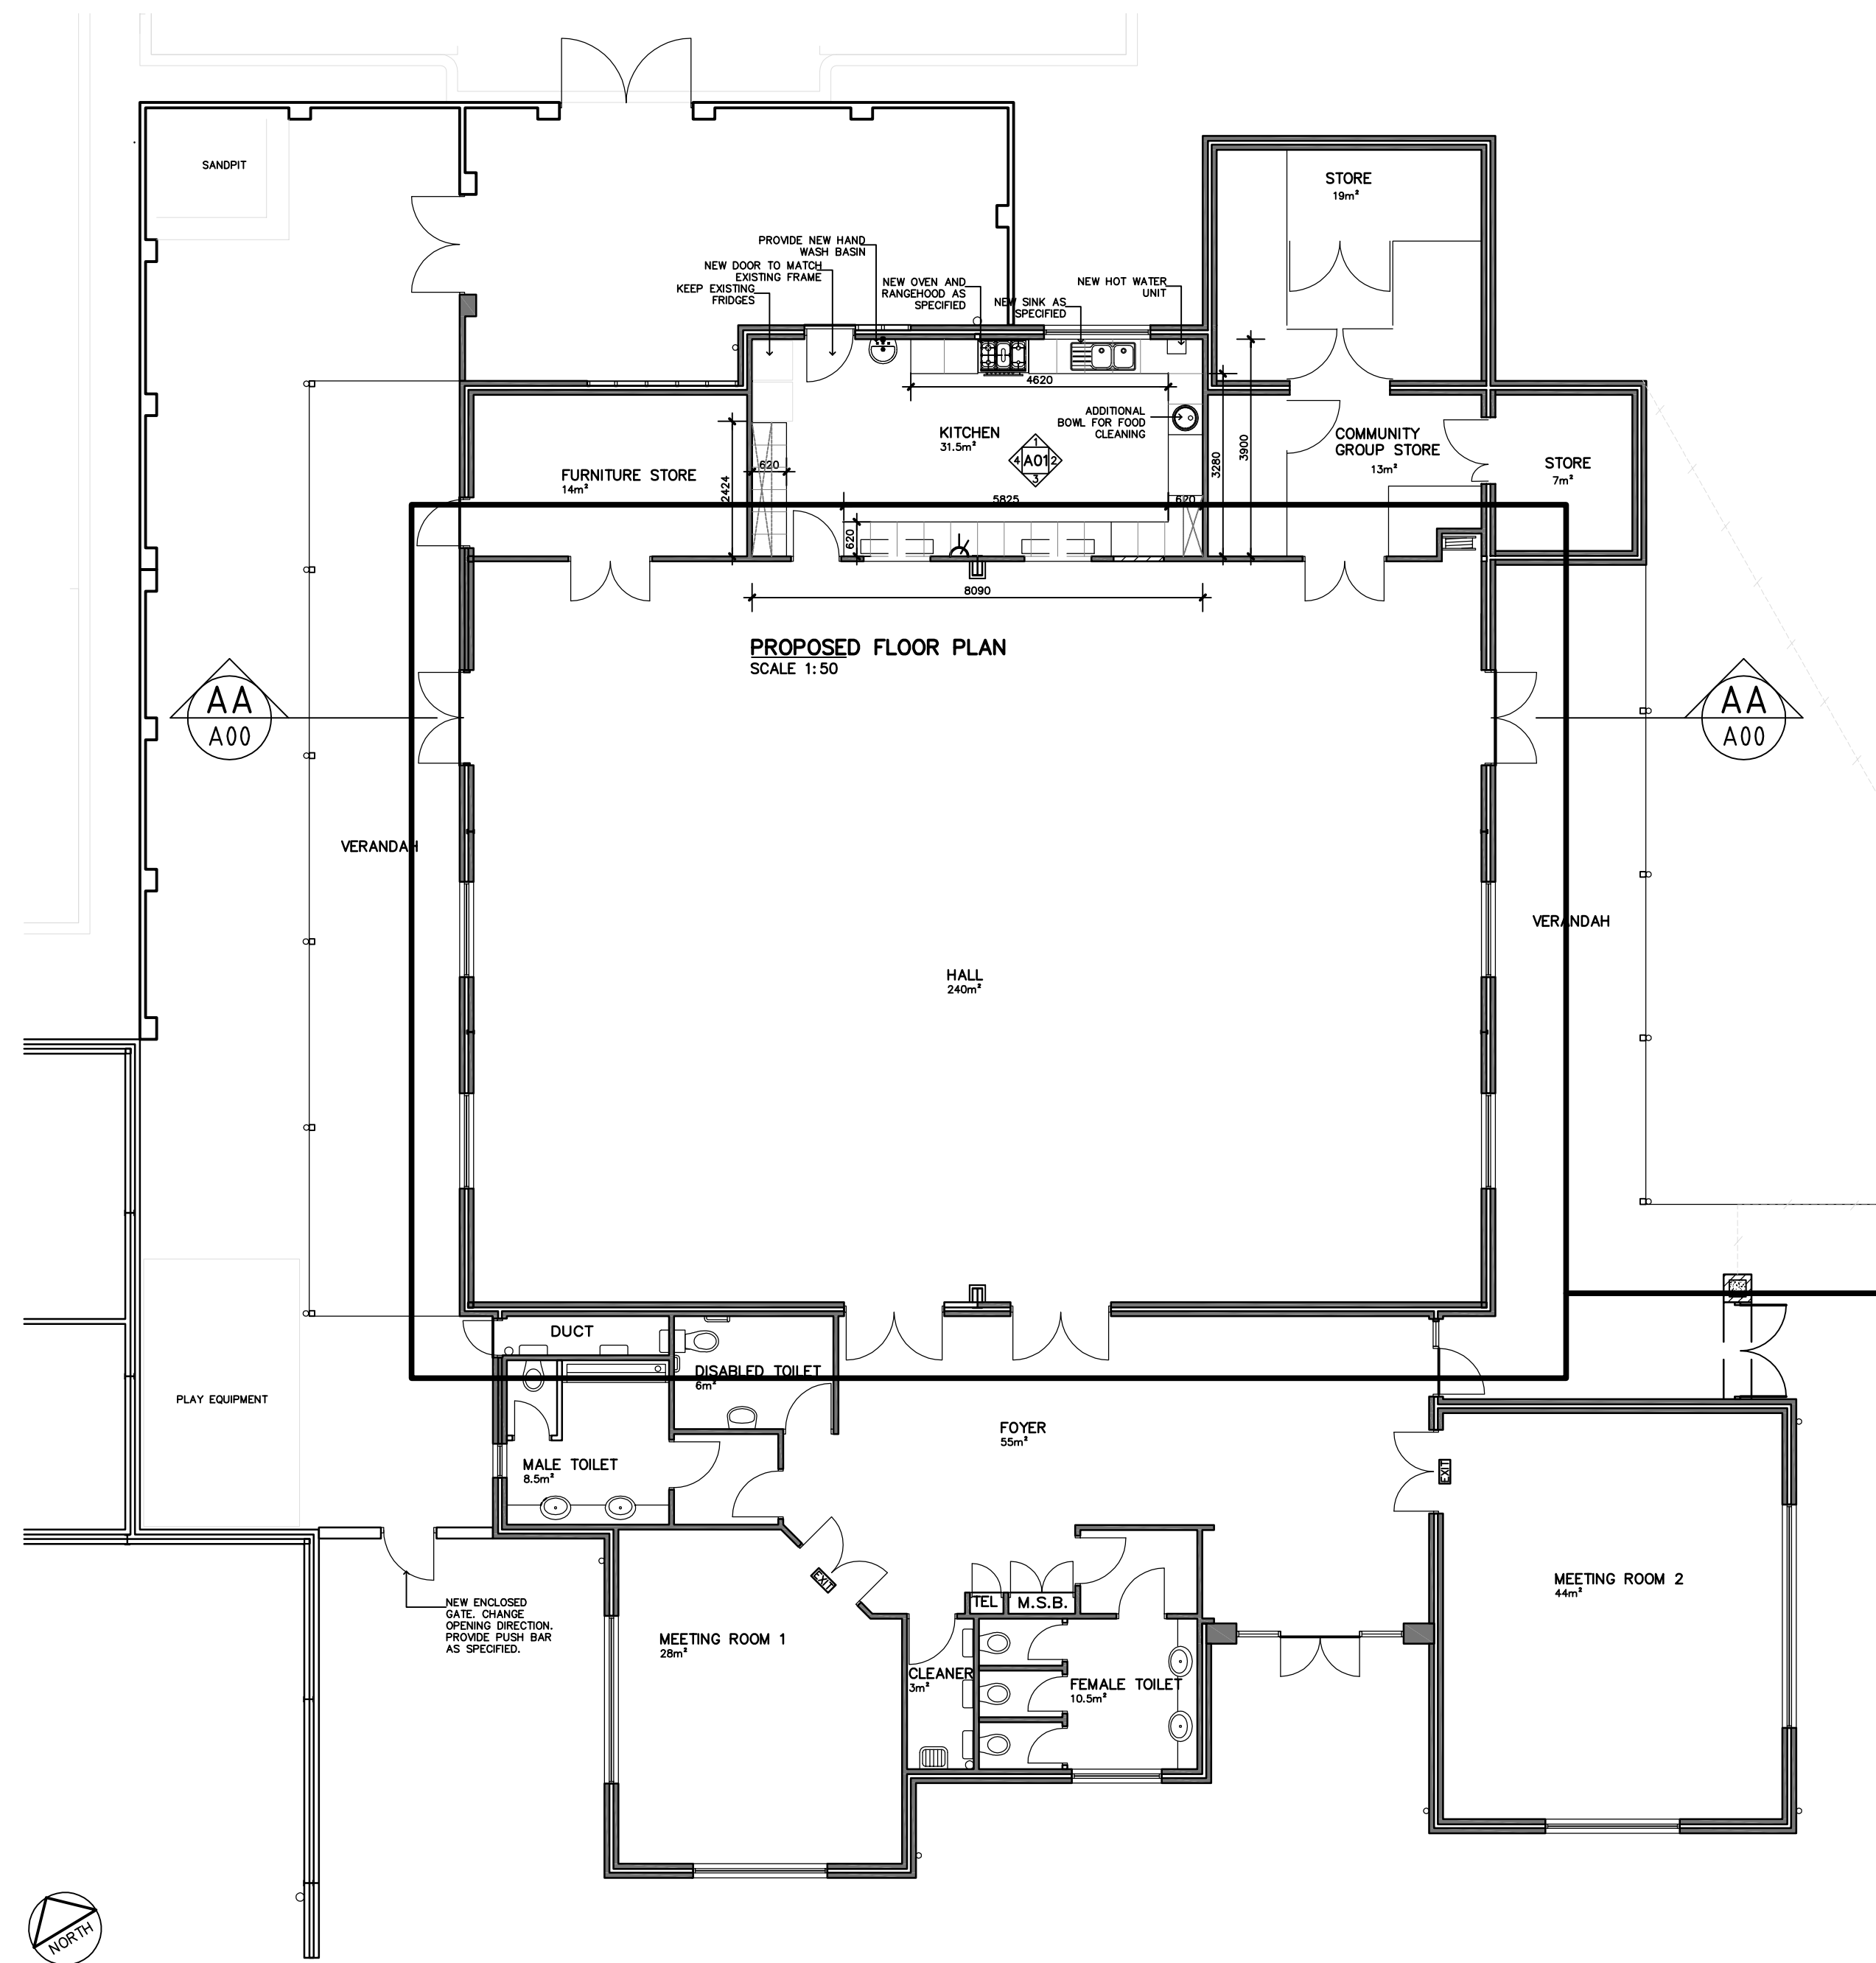 SANDPIT
STORE
19m²
PROVIDE NEW HAND
WASH BASIN
NEW DOOR TO MATCH
EXISTING FRAME
KEEP EXISTING
FRIDGES
NEW OVEN AND
RANGEHOOD AS
SPECIFIED
NEW SINK AS
SPECIFIED
NEW HOT WATER
UNIT
4620
ADDITIONAL
BOWL FOR FOOD
CLEANING
KITCHEN
31.5m²
1
4 A01 2
3
3280
3900
COMMUNITY
GROUP STORE
13m²
STORE
7m²
FURNITURE STORE
14m²
620
2424
5825
620
620
8090
PROPOSED FLOOR PLAN
SCALE 1:50
AA
A00
AA
A00
VERANDAH
VERANDAH
HALL
240m²
DUCT
DISABLED TOILET
6m²
PLAY EQUIPMENT
FOYER
55m²
MALE TOILET
8.5m²
EXIT
EXIT
MEETING ROOM 2
44m²
NEW ENCLOSED
GATE. CHANGE
OPENING DIRECTION.
PROVIDE PUSH BAR
AS SPECIFIED.
TEL
M.S.B.
MEETING ROOM 1
28m²
CLEANER
3m²
FEMALE TOILET
10.5m²
NORTH